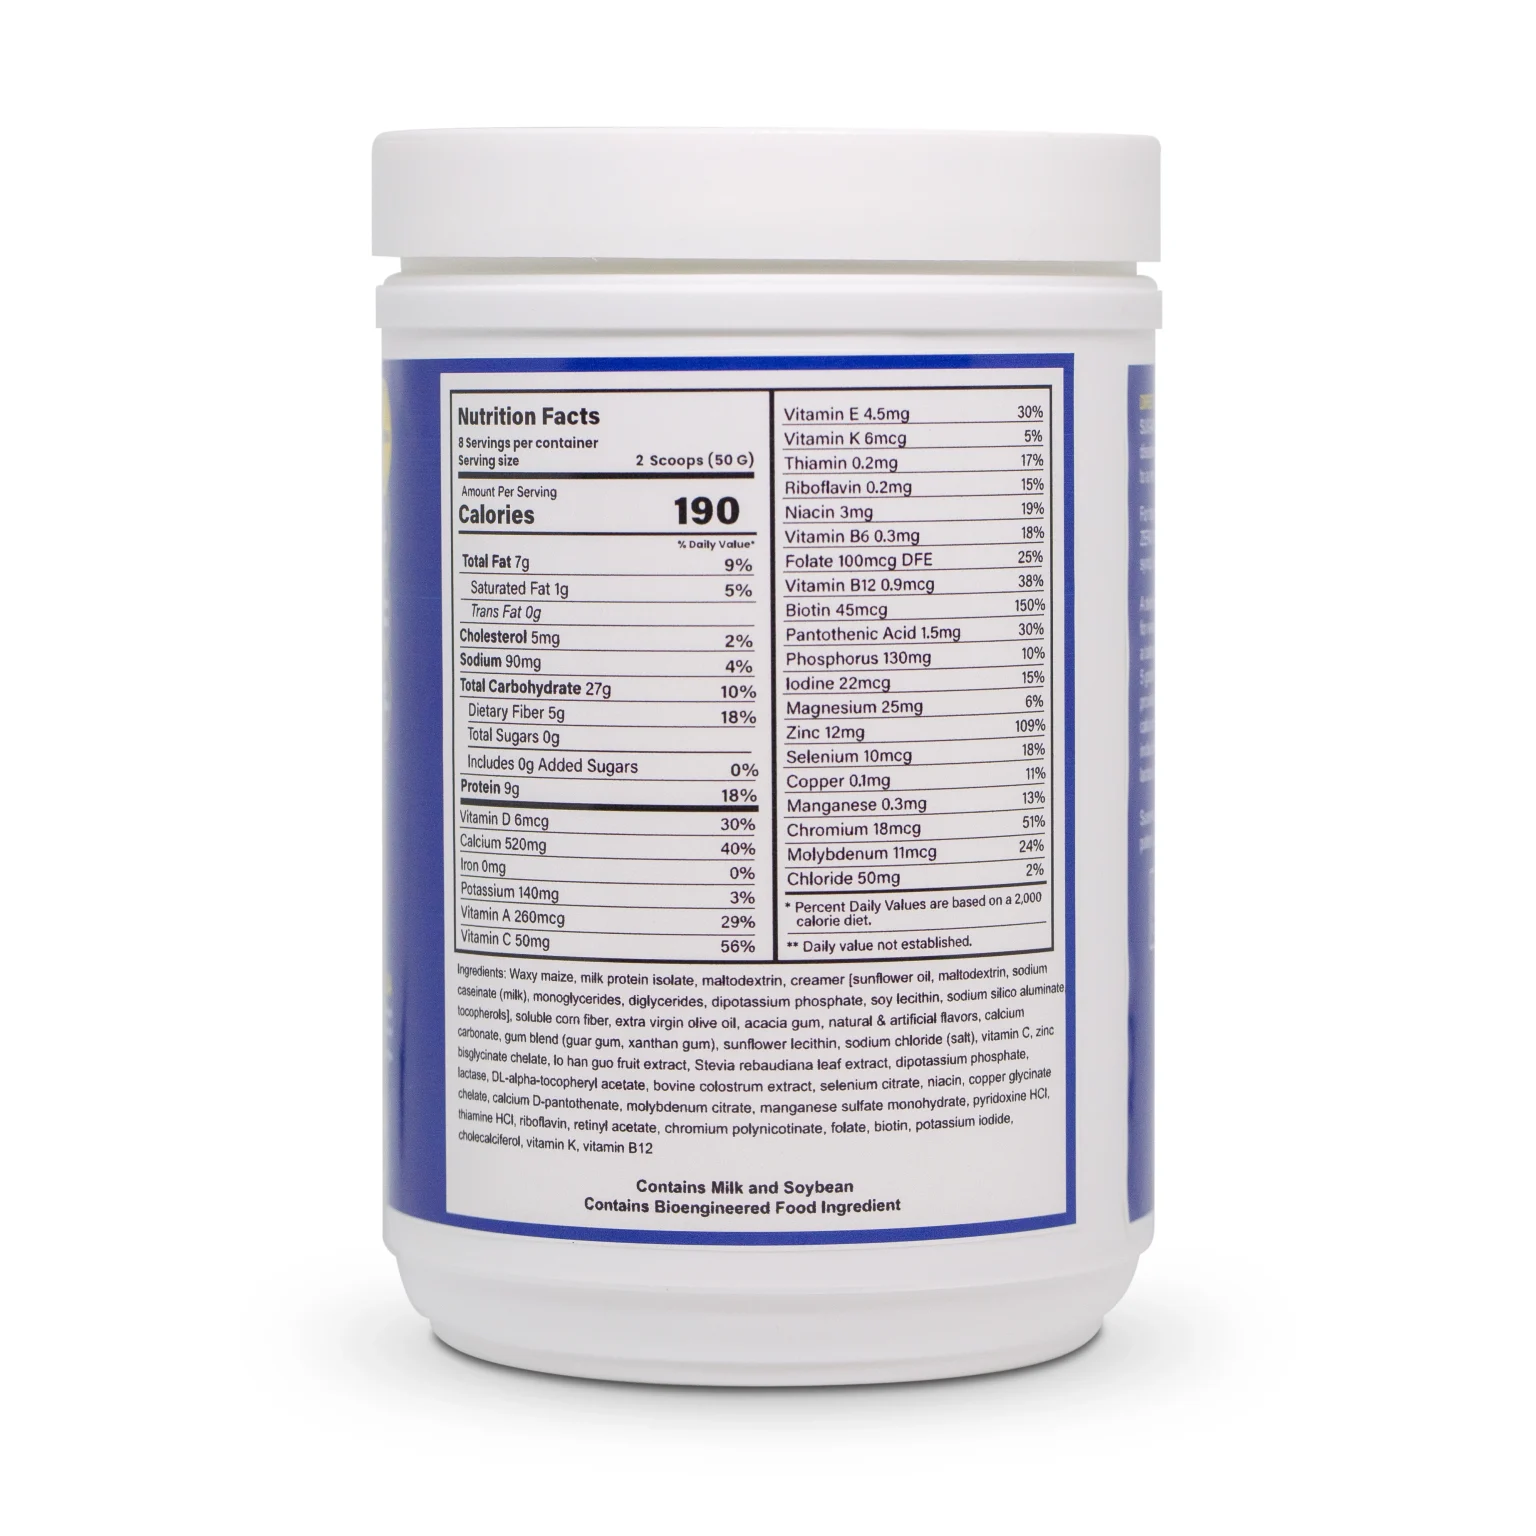 Nutrition Facts
8 Servings per container
Serving size 2 Scoops (50 G)
Amount Per Serving
Calories 190
% Daily Value*
Total Fat 7g 9%
Saturated Fat 1g 5%
Trans Fat 0g
Cholesterol 5mg 2%
Sodium 90mg 4%
Total Carbohydrate 27g 10%
Dietary Fiber 5g 18%
Total Sugars 0g
Includes 0g Added Sugars 0%
Protein 9g 18%
Vitamin D 6mcg 30%
Calcium 520mg 40%
Iron 0mg 0%
Potassium 140mg 3%
Vitamin A 260mcg 29%
Vitamin C 50mg 56%
Vitamin E 4.5mg 30%
Vitamin K 6mcg 5%
Thiamin 0.2mg 17%
Riboflavin 0.2mg 15%
Niacin 3mg 19%
Vitamin B6 0.3mg 18%
Folate 100mcg DFE 25%
Vitamin B12 0.9mcg 38%
Biotin 45mcg 150%
Pantothenic Acid 1.5mg 30%
Phosphorus 130mg 10%
Iodine 22mcg 15%
Magnesium 25mg 6%
Zinc 12mg 109%
Selenium 10mcg 18%
Copper 0.1mg 11%
Manganese 0.3mg 13%
Chromium 18mcg 51%
Molybdenum 11mcg 24%
Chloride 50mg 2%
* Percent Daily Values are based on a 2,000
calorie diet.
** Daily value not established.
Ingredients: Waxy maize, milk protein isolate, maltodextrin, creamer [sunflower oil, maltodextrin, sodium
caseinate (milk), monoglycerides, diglycerides, dipotassium phosphate, soy lecithin, sodium silico aluminate
tocopherols], soluble corn fiber, extra virgin olive oil, acacia gum, natural & artificial flavors, calcium
carbonate, gum blend (guar gum, xanthan gum), sunflower lecithin, sodium chloride (salt), vitamin C, zinc
bisglycinate chelate, lo han guo fruit extract, Stevia rebaudiana leaf extract, dipotassium phosphate,
lactase, DL-alpha-tocopheryl acetate, bovine colostrum extract, selenium citrate, niacin, copper glycinate
chelate, calcium D-pantothenate, molybdenum citrate, manganese sulfate monohydrate, pyridoxine HCl,
thiamine HCl, riboflavin, retinyl acetate, chromium polynicotinate, folate, biotin, potassium iodide,
cholecalciferol, vitamin K, vitamin B12
Contains Milk and Soybean
Contains Bioengineered Food Ingredient